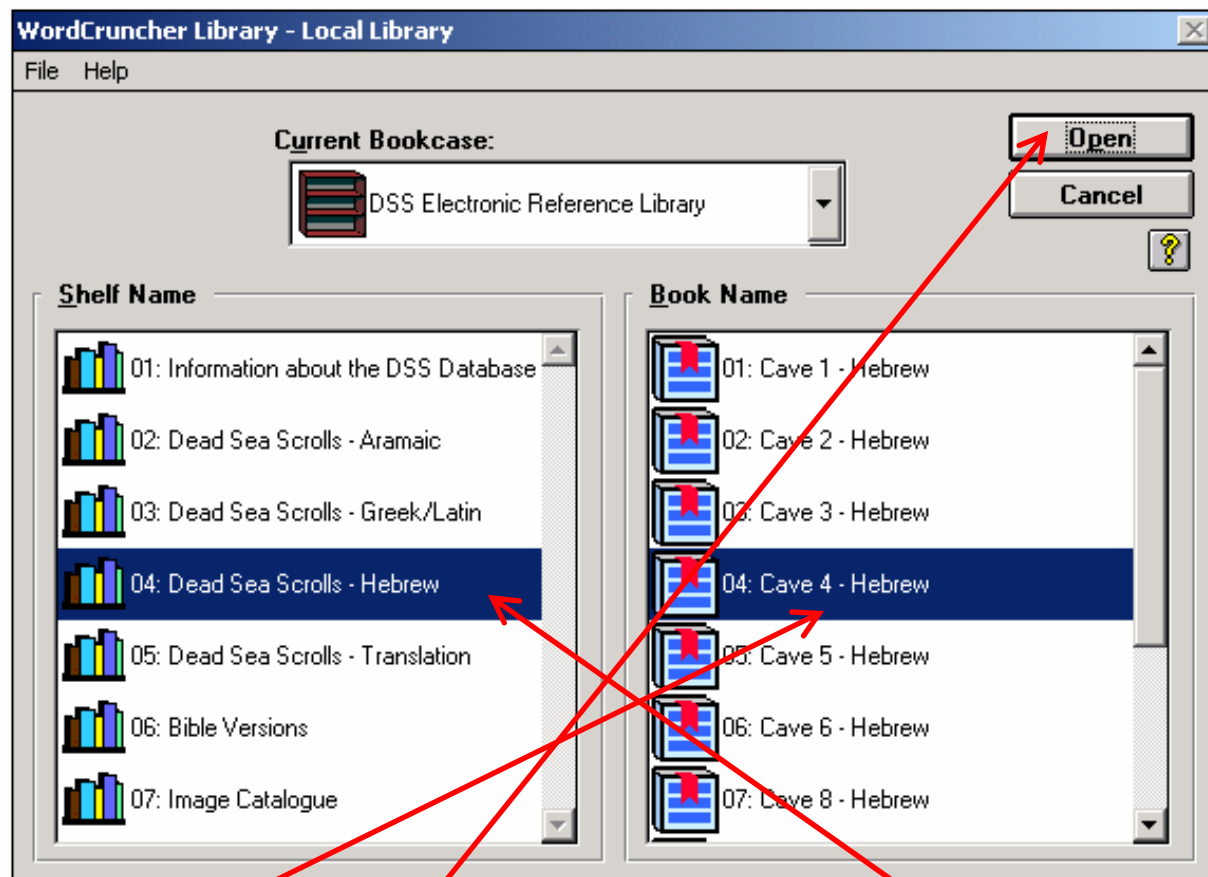 WordCruncher Library - Local Library
File Help
Current Bookcase:
Open
DSS Electronic Reference Library
Cancel
?
Shelf Name
01: Information about the DSS Database
02: Dead Sea Scrolls - Aramaic
03: Dead Sea Scrolls - Greek/Latin
04: Dead Sea Scrolls - Hebrew
05: Dead Sea Scrolls - Translation
06: Bible Versions
07: Image Catalogue
Book Name
01: Cave 1 - Hebrew
02: Cave 2 - Hebrew
03: Cave 3 - Hebrew
04: Cave 4 - Hebrew
05: Cave 5 - Hebrew
06: Cave 6 - Hebrew
07: Cave 8 - Hebrew